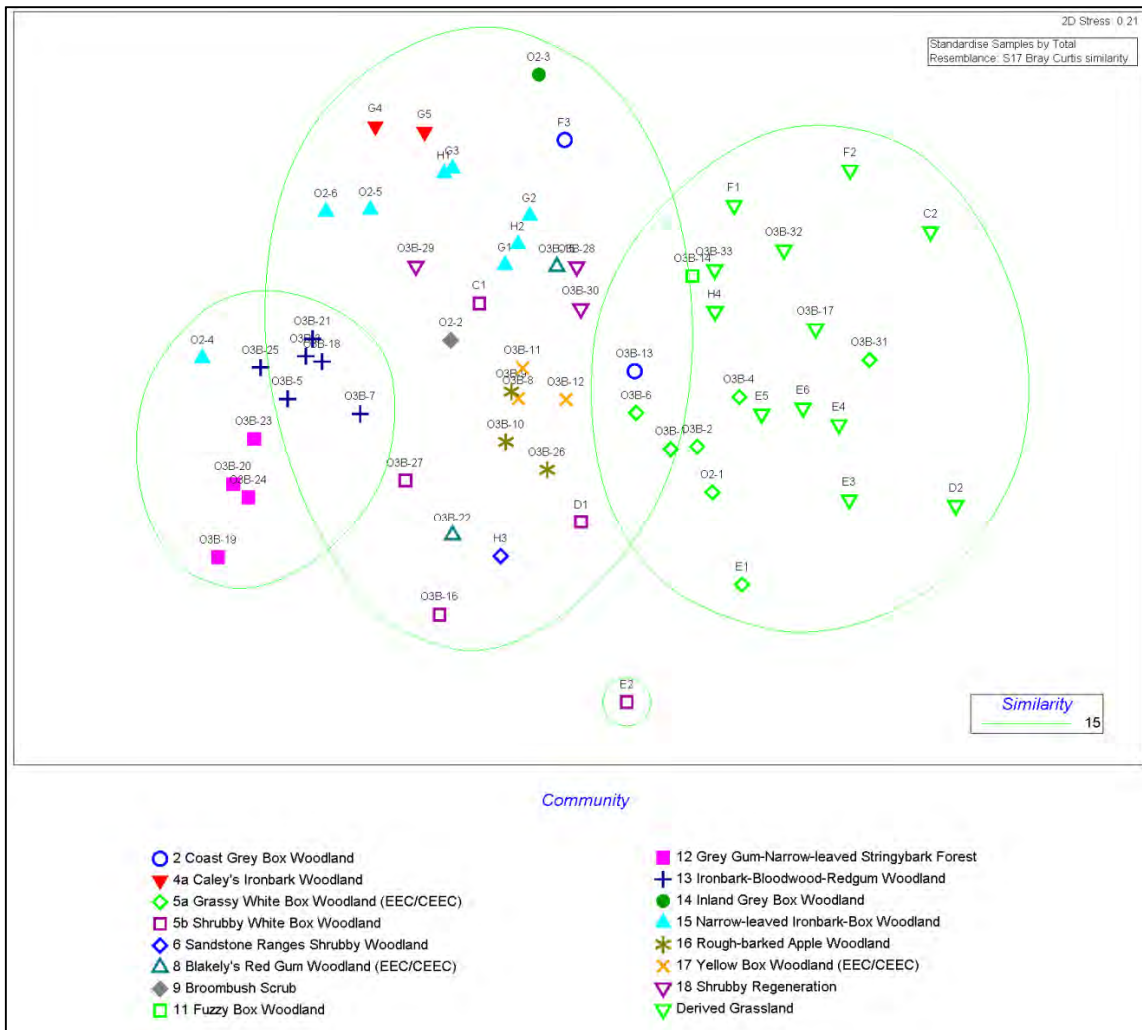 2D Stress: 0.21
Standardise Samples by Total
Resemblance: S17 Bray Curtis similarity
O2-3
G4
G5
F3
H1
G3
F2
O2-6
O2-5
G2
F1
C2
H2
O3B-29
G1
O3B-28
O3B-14
O3B-33
O3B-32
C1
O3B-30
H4
O3B-17
O3B-21
O3B-18
O2-4
O3B-25
O2-2
O3B-11
O3B-13
O3B-31
O3B-5
O3B-7
O3B-8
O3B-12
O3B-6
O3B-4
E5
E6
E4
O3B-23
O3B-10
O3B-1
O3B-2
O3B-20
O3B-24
O3B-27
O3B-26
O2-1
E3
D2
O3B-19
O3B-22
D1
H3
E1
O3B-16
E2
Similarity
15
Community
2 Coast Grey Box Woodland
4a Caley's Ironbark Woodland
5a Grassy White Box Woodland (EEC/CEEC)
5b Shrubby White Box Woodland
6 Sandstone Ranges Shrubby Woodland
8 Blakely's Red Gum Woodland (EEC/CEEC)
9 Broombush Scrub
11 Fuzzy Box Woodland
12 Grey Gum-Narrow-leaved Stringybark Forest
13 Ironbark-Bloodwood-Redgum Woodland
14 Inland Grey Box Woodland
15 Narrow-leaved Ironbark-Box Woodland
16 Rough-barked Apple Woodland
17 Yellow Box Woodland (EEC/CEEC)
18 Shrubby Regeneration
Derived Grassland